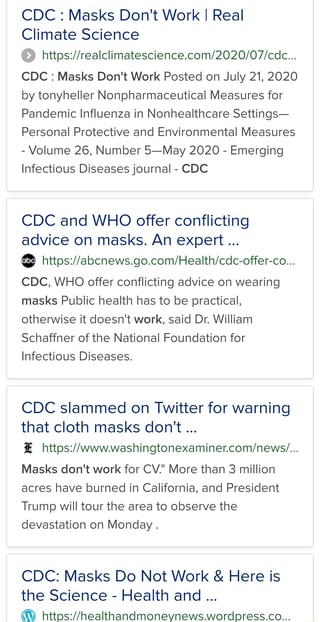 CDC : Masks Don't Work | Real
Climate Science
https://realclimatescience.com/2020/07/cdc...
CDC : Masks Don't Work Posted on July 21, 2020
by tonyheller Nonpharmaceutical Measures for
Pandemic Influenza in Nonhealthcare Settings—
Personal Protective and Environmental Measures
- Volume 26, Number 5—May 2020 - Emerging
Infectious Diseases journal - CDC
CDC and WHO offer conflicting
advice on masks. An expert ...
abc
https://abcnews.go.com/Health/cdc-offer-co...
CDC, WHO offer conflicting advice on wearing
masks Public health has to be practical,
otherwise it doesn't work, said Dr. William
Schaffner of the National Foundation for
Infectious Diseases.
CDC slammed on Twitter for warning
that cloth masks don't ...
E
https://www.washingtonexaminer.com/news/...
Masks don't work for CV." More than 3 million
acres have burned in California, and President
Trump will tour the area to observe the
devastation on Monday .
CDC: Masks Do Not Work & Here is
the Science - Health and ...
https://healthandmoneynews.wordpress.co...